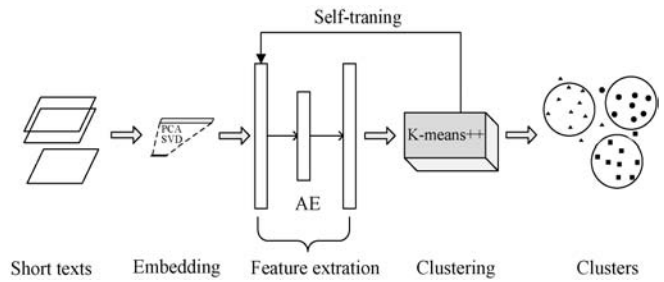 Self-traning
PCA
SVD
K-means++
AE
Short texts
Embedding
Feature extration
Clustering
Clusters